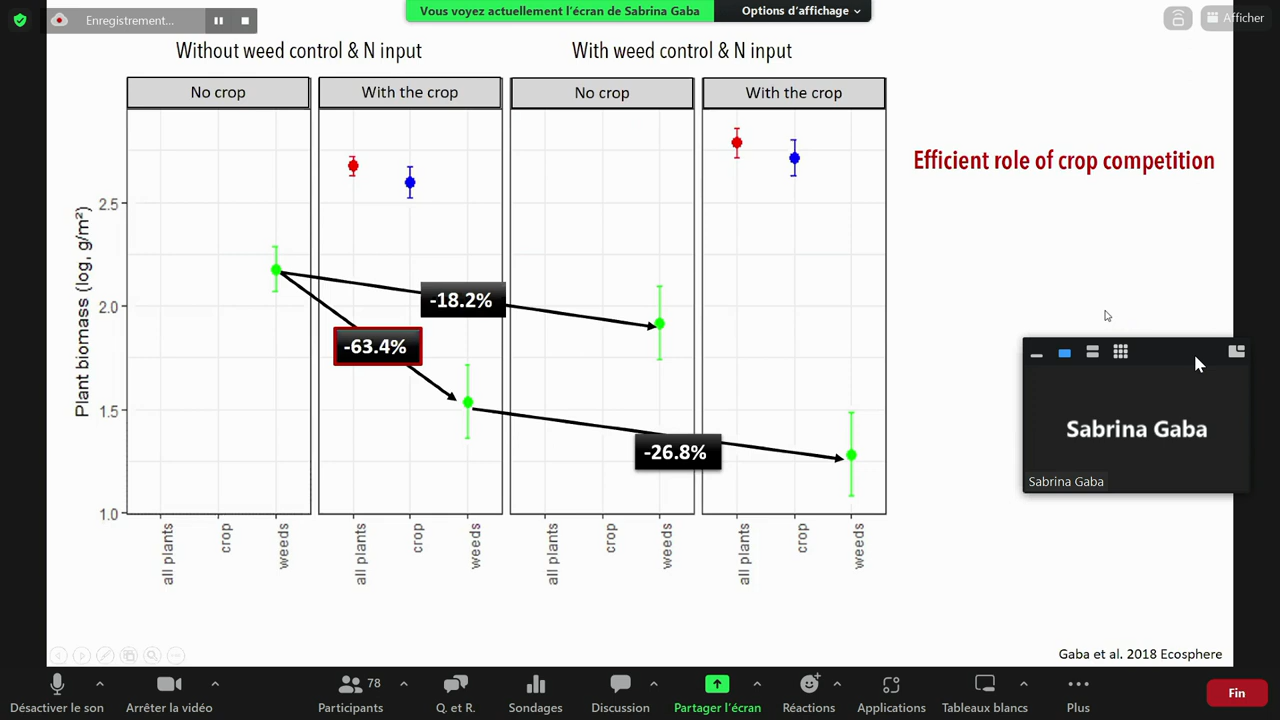 Enregistrement...
Vous voyez actuellement l'écran de Sabrina Gaba
Options d'affichage
Afficher
Without weed control & N input
With weed control & N input
No crop
With the crop
No crop
With the crop
Efficient role of crop competition
Plant biomass (log, g/m²)
2.5
2.0
1.5
1.0
-18.2%
-63.4%
-26.8%
all plants
crop
weeds
all plants
crop
weeds
all plants
crop
weeds
all plants
crop
weeds
Sabrina Gaba
Sabrina Gaba
Gaba et al. 2018 Ecosphere
Désactiver le son
Arrêter la vidéo
78
Participants
Q. et R.
Sondages
Discussion
Partager l'écran
Réactions
Applications
Tableaux blancs
Plus
Fin